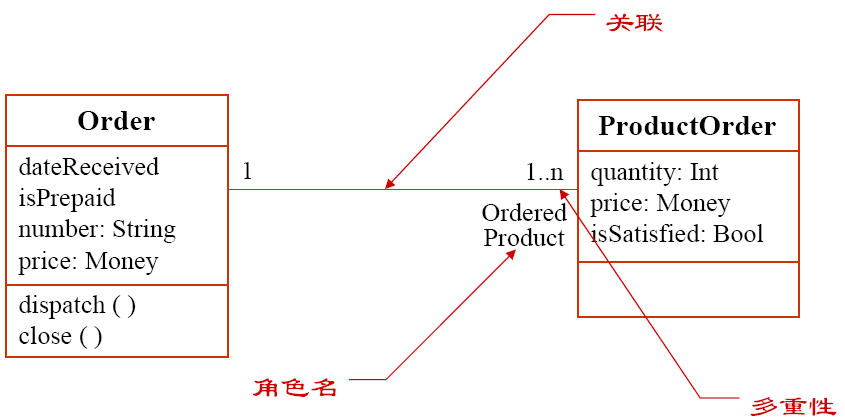 关联
Order
dateReceived
isPrepaid
number: String
price: Money
dispatch ( )
close ( )
1
1..n
Ordered
Product
ProductOrder
quantity: Int
price: Money
isSatisfied: Bool
角色名
多重性